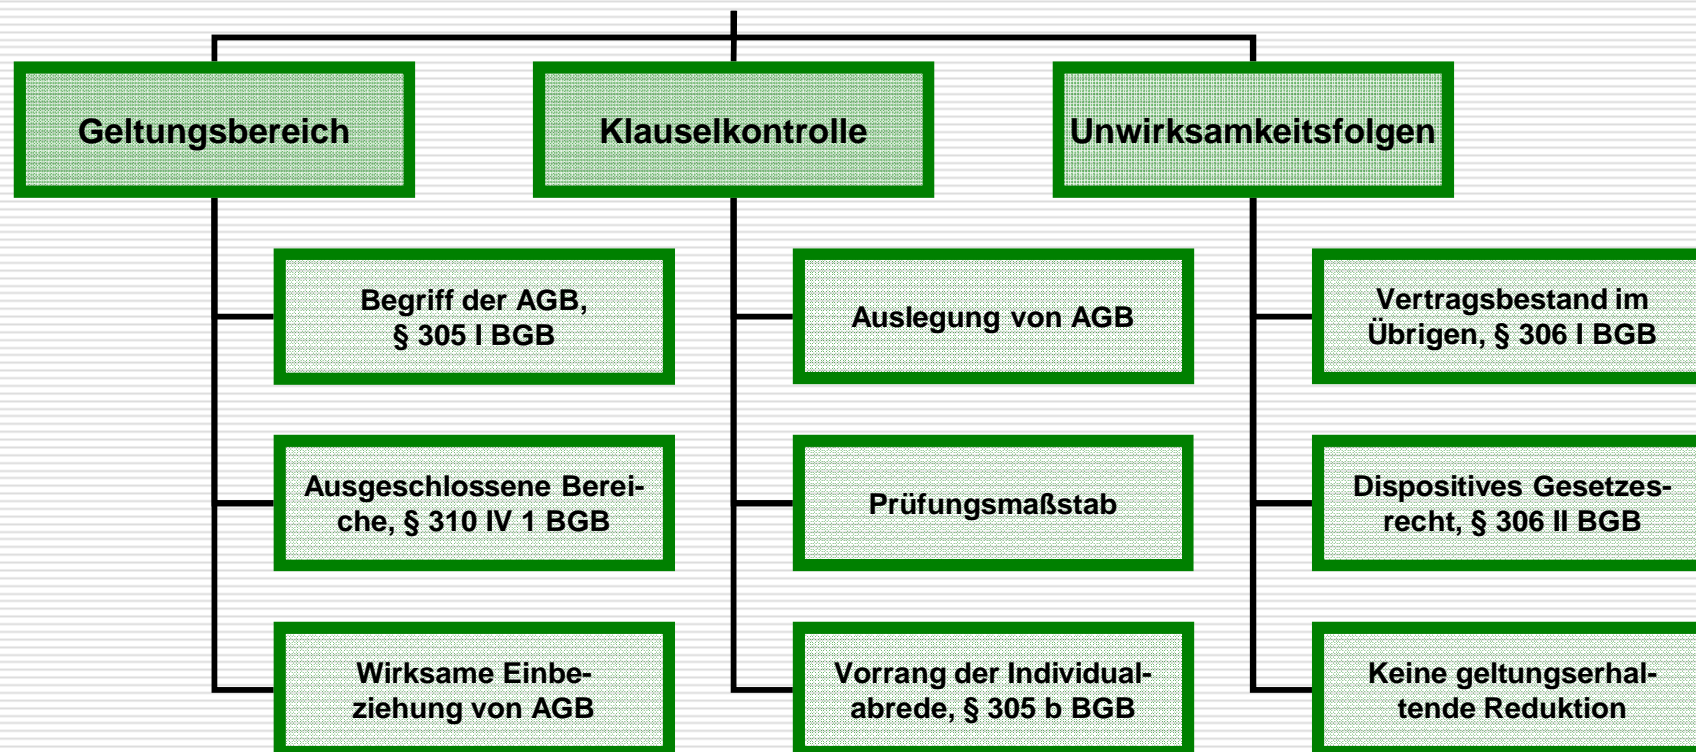 Geltungsbereich
Klauselkontrolle
Unwirksamkeitsfolgen
Begriff der AGB,
§ 305 I BGB
Auslegung von AGB
Vertragsbestand im
Übrigen, § 306 I BGB
Ausgeschlossene Berei-
che, § 310 IV 1 BGB
Prüfungsmaßstab
Dispositives Gesetzes-
recht, § 306 II BGB
Wirksame Einbe-
ziehung von AGB
Vorrang der Individual-
abrede, § 305 b BGB
Keine geltungserhal-
tende Reduktion